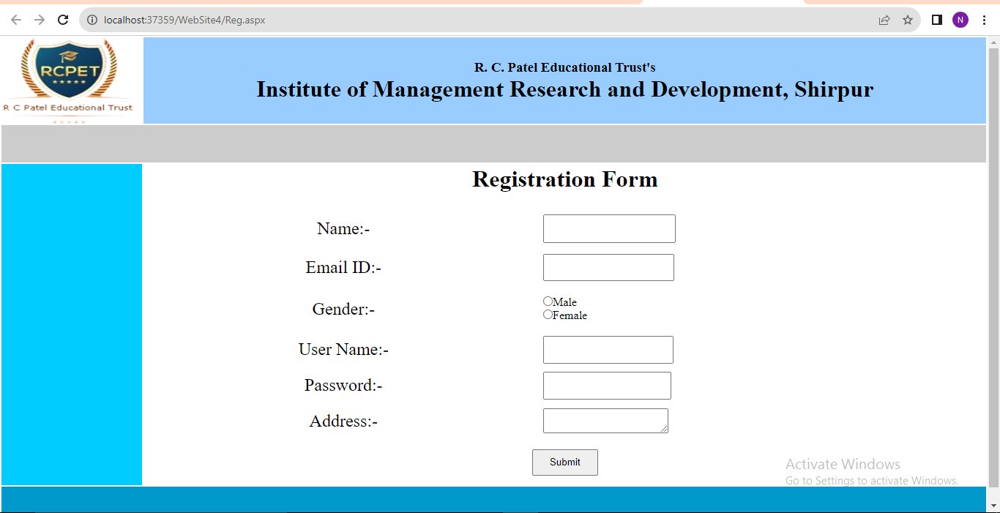 localhost:37359/WebSite4/Reg.aspx
N
RCPET
R C Patel Educational Trust
R. C. Patel Educational Trust's
Institute of Management Research and Development, Shirpur
Registration Form
Name:-
Email ID:-
Gender:-
Male
Female
User Name:-
Password:-
Address:-
Submit
Activate Windows
Go to Settings to activate Windows.